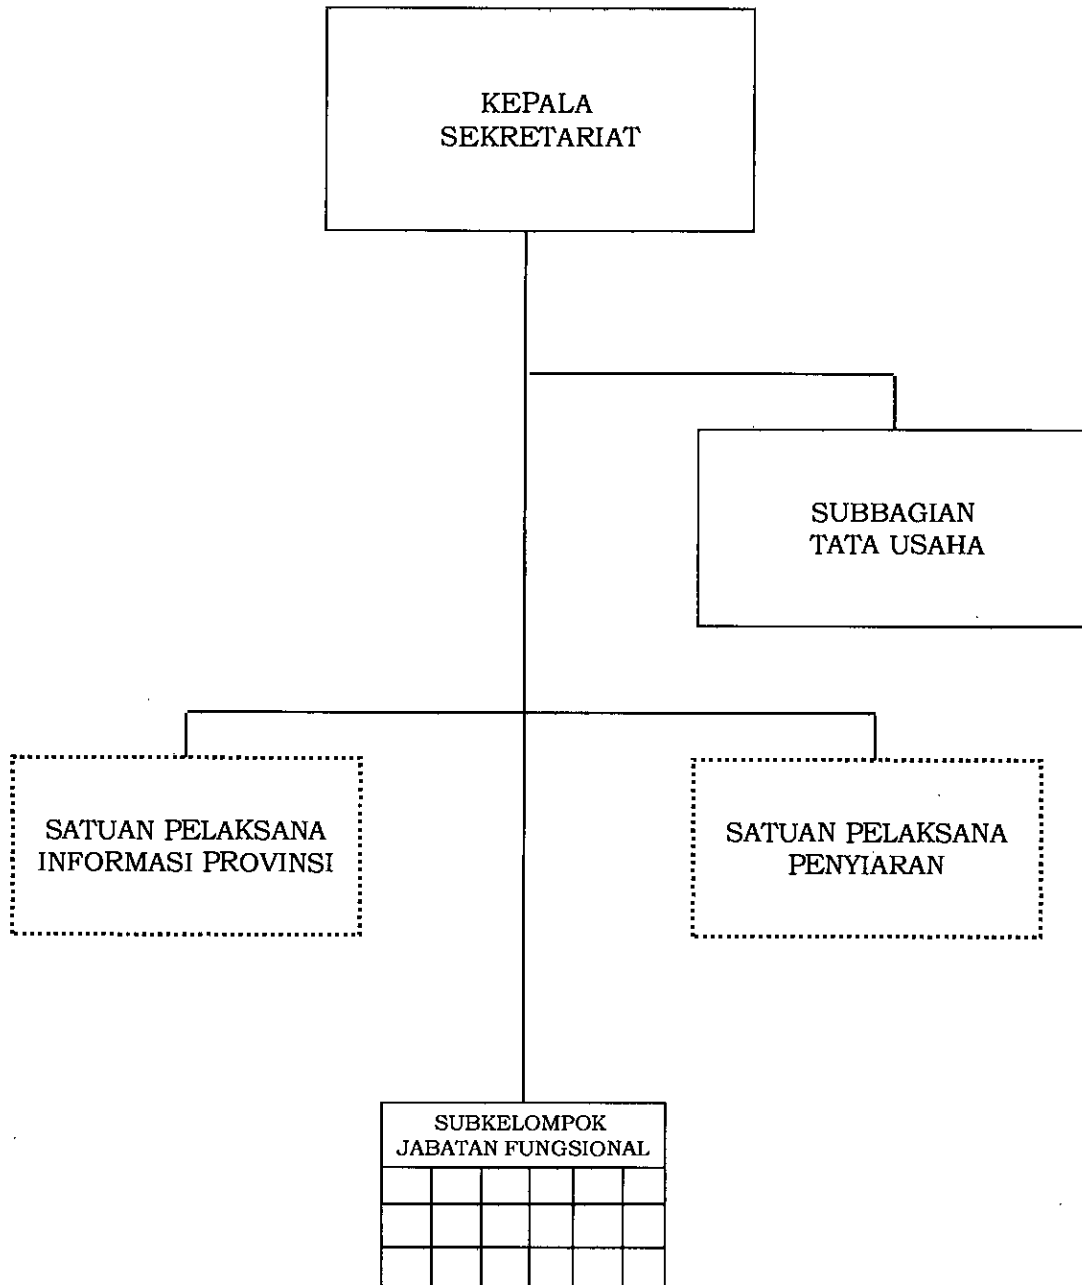 KEPALA
SEKRETARIAT
SUBBAGIAN
TATA USAHA
SATUAN PELAKSANA
INFORMASI PROVINSI
SATUAN PELAKSANA
PENYIARAN
SUBKELOMPOK
JABATAN FUNGSIONAL